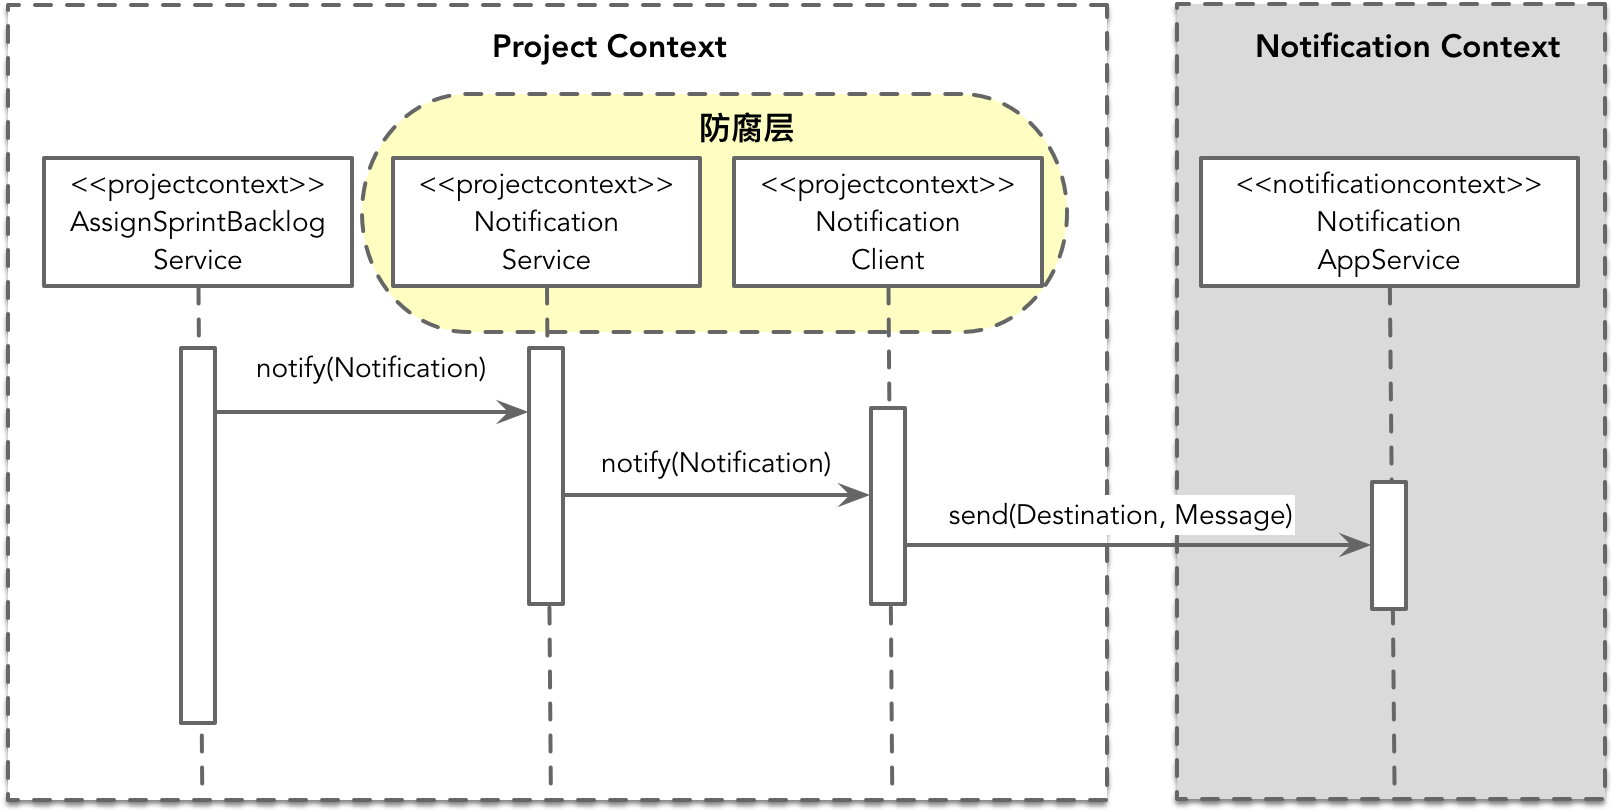 Project Context
Notification Context
防腐层
<<projectcontext>>
AssignSprintBacklog
Service
<<projectcontext>>
Notification
Service
<<projectcontext>>
Notification
Client
<<notificationcontext>>
Notification
AppService
notify(Notification)
notify(Notification)
send(Destination, Message)